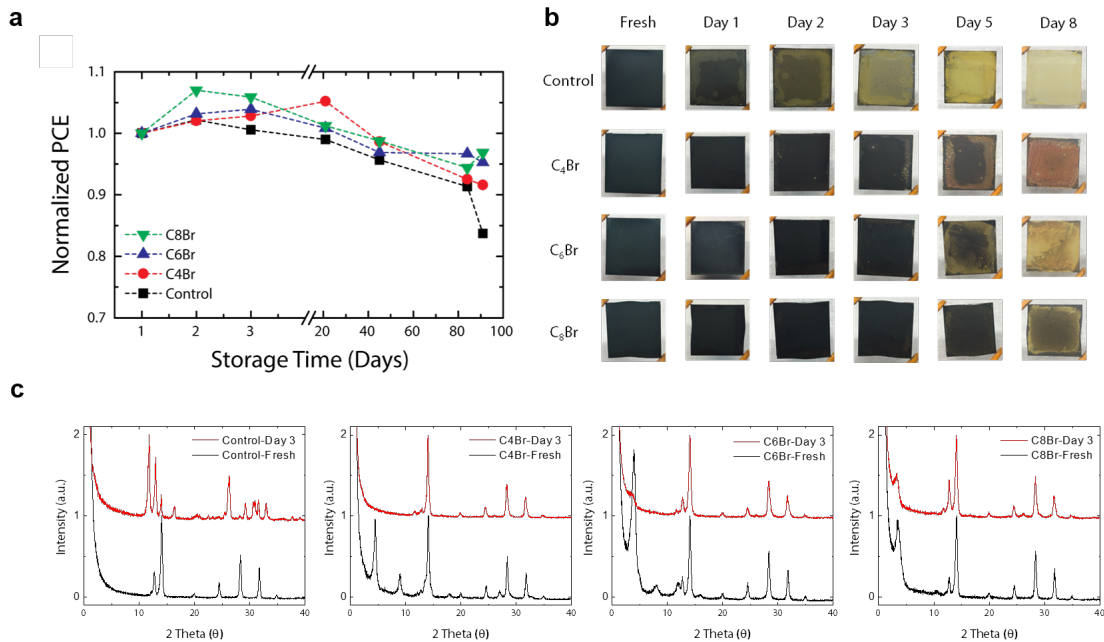 a
1.1
1.0
0.9
0.8
0.7
Normalized PCE
C8Br
C6Br
C4Br
Control
1 2 3 20 40 60 80 100
Storage Time (Days)
b
Fresh Day 1 Day 2 Day 3 Day 5 Day 8
Control
C₄Br
C₆Br
C₈Br
c
2
1
0
Intensity (a.u.)
Control-Day 3
Control-Fresh
0 10 20 30 40
2 Theta (θ)
2
1
0
Intensity (a.u.)
C4Br-Day 3
C4Br-Fresh
0 10 20 30 40
2 Theta (θ)
2
1
0
Intensity (a.u.)
C6Br-Day 3
C6Br-Fresh
0 10 20 30 40
2 Theta (θ)
2
1
0
Intensity (a.u.)
C8Br-Day 3
C8Br-Fresh
0 10 20 30 40
2 Theta (θ)